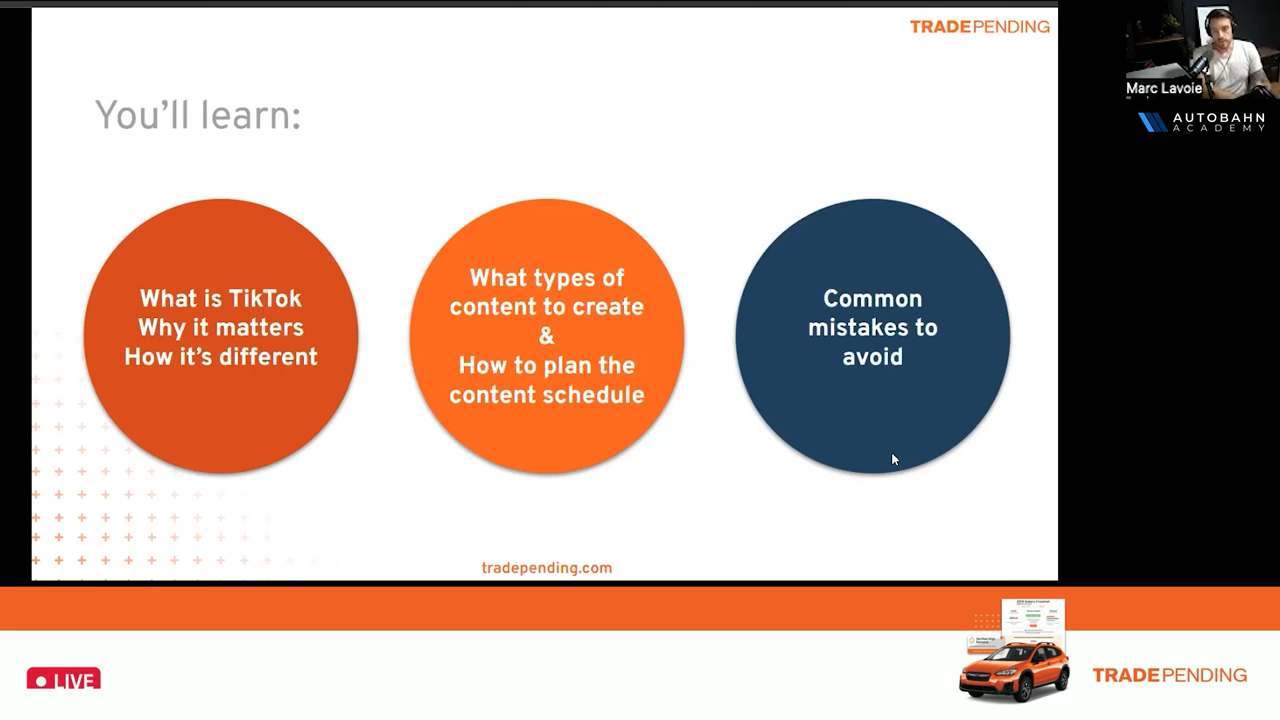 TRADEPENDING
You'll learn:
What is TikTok
Why it matters
How it's different
What types of
content to create
&
How to plan the
content schedule
Common
mistakes to
avoid
tradepending.com
Marc Lavoie
AUTOBAHN
ACADEMY
LIVE
TRADEPENDING